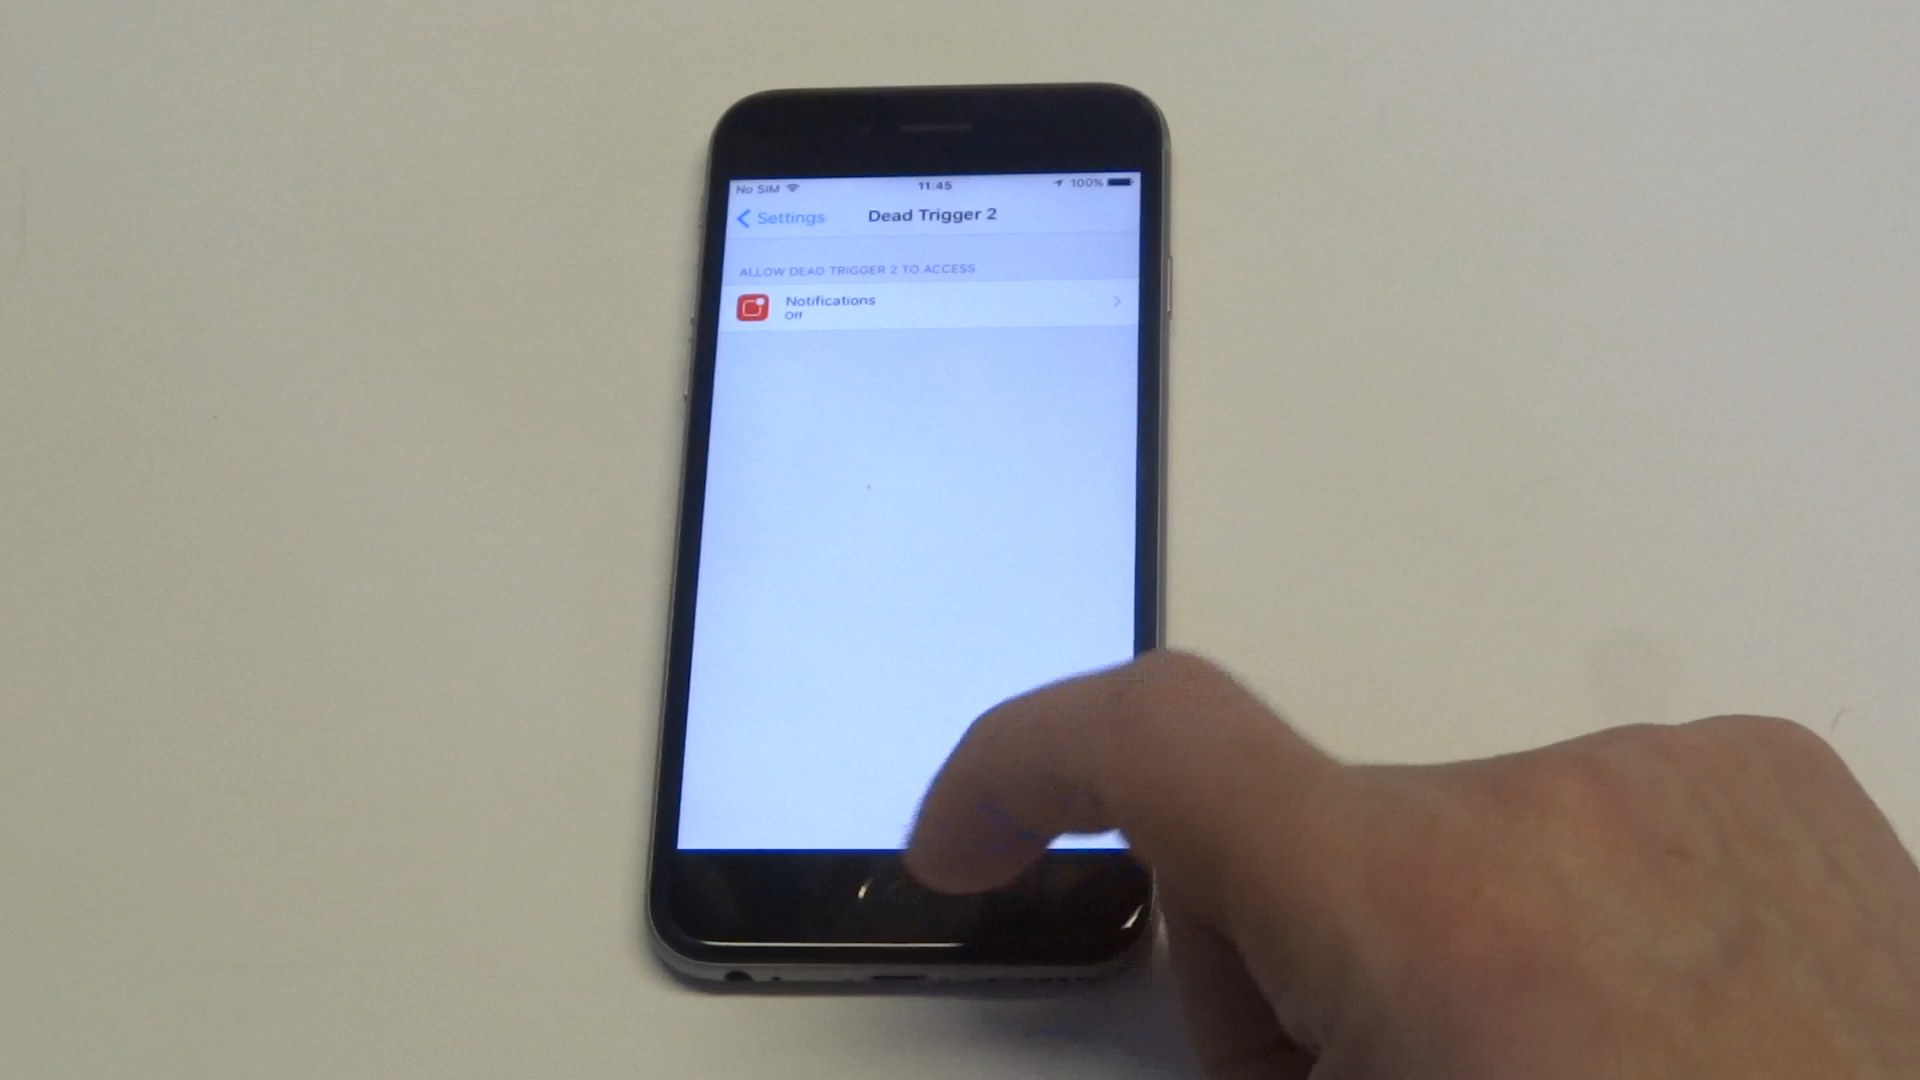 No SIM 11:45 100%
Settings Dead Trigger 2
ALLOW DEAD TRIGGER 2 TO ACCESS
Notifications
Off